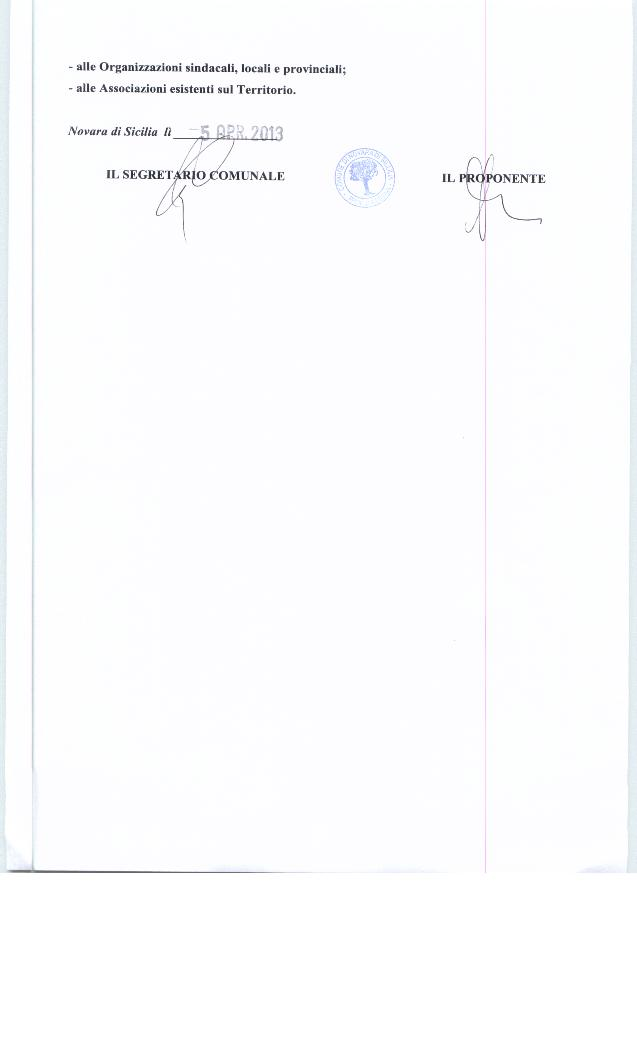 - alle Organizzazioni sindacali, locali e provinciali;
- alle Associazioni esistenti sul Territorio.
Novara di Sicilia lì -5 APR. 2013
IL SEGRETARIO COMUNALE
IL PROPONENTE